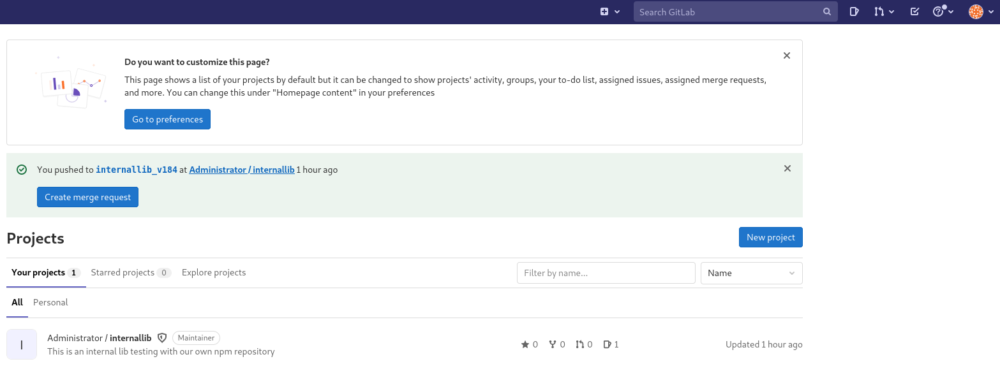 Search GitLab
Do you want to customize this page?
This page shows a list of your projects by default but it can be changed to show projects' activity, groups, your to-do list, assigned issues, assigned merge requests,
and more. You can change this under "Homepage content" in your preferences
Go to preferences
You pushed to internallib_v184 at Administrator / internallib 1 hour ago
Create merge request
Projects
New project
Your projects 1 Starred projects 0 Explore projects
Filter by name...
Name
All Personal
I
Administrator / internallib Maintainer
This is an internal lib testing with our own npm repository
0 0 0 1
Updated 1 hour ago